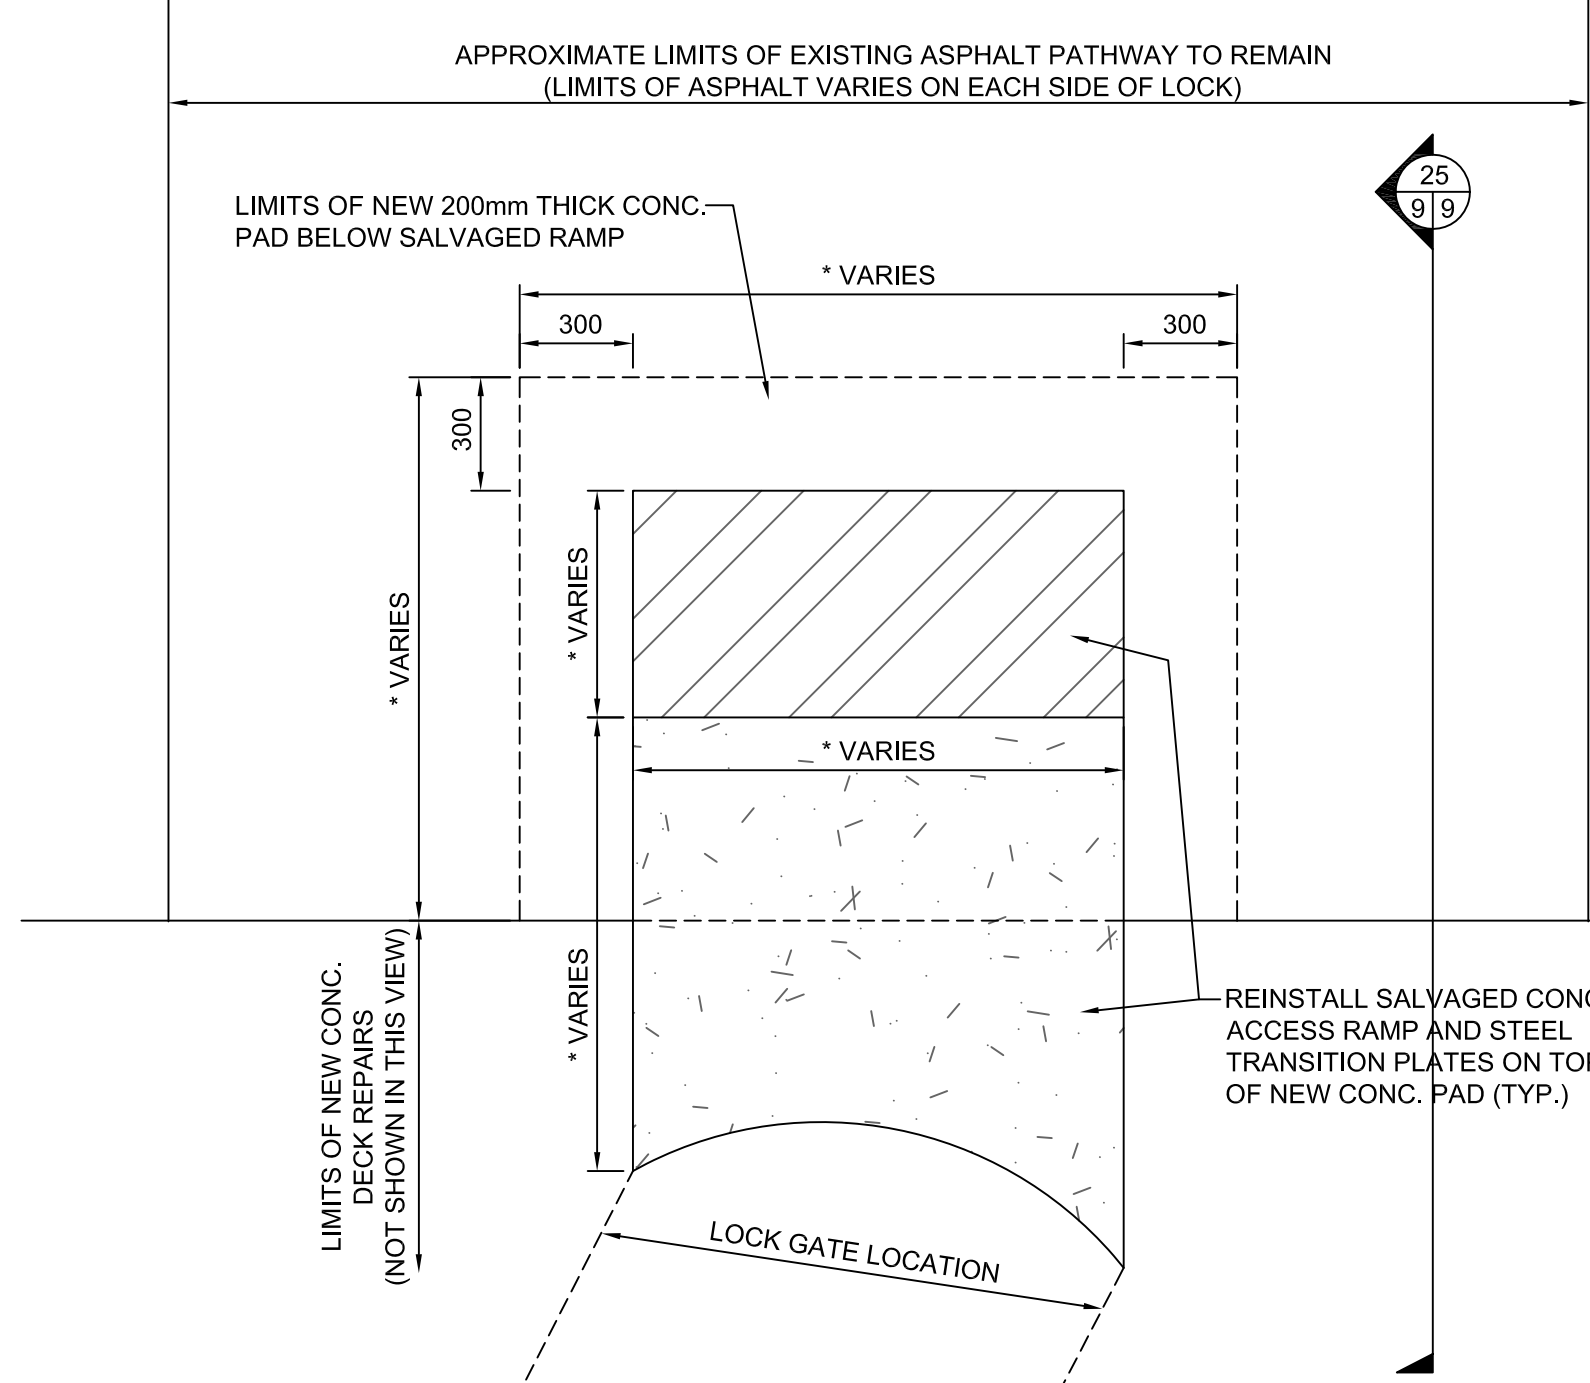 APPROXIMATE LIMITS OF EXISTING ASPHALT PATHWAY TO REMAIN
(LIMITS OF ASPHALT VARIES ON EACH SIDE OF LOCK)
25
9 9
LIMITS OF NEW 200mm THICK CONC.
PAD BELOW SALVAGED RAMP
* VARIES
300
300
300
* VARIES
* VARIES
* VARIES
* VARIES
LIMITS OF NEW CONC.
DECK REPAIRS
(NOT SHOWN IN THIS VIEW)
REINSTALL SALVAGED CONC
ACCESS RAMP AND STEEL
TRANSITION PLATES ON TOP
OF NEW CONC. PAD (TYP.)
LOCK GATE LOCATION